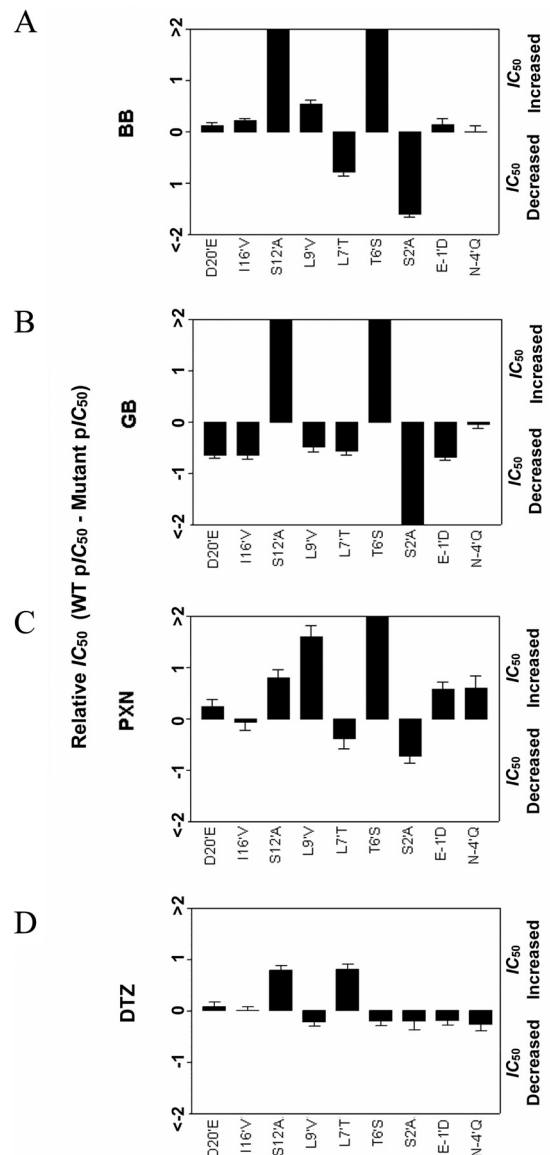 Relative IC50 (WT pIC50 - Mutant pIC50)
A
BB
>2
1
0
1
<-2
IC50
Increased
IC50
Decreased
D20'E
I16'V
S12'A
L9'V
L7'T
T6'S
S2'A
E-1'D
N-4'Q
B
GB
>2
1
0
-1
<-2
IC50
Increased
IC50
Decreased
D20'E
I16'V
S12'A
L9'V
L7'T
T6'S
S2'A
E-1'D
N-4'Q
C
PXN
>2
1
0
-1
<-2
IC50
Increased
IC50
Decreased
D20'E
I16'V
S12'A
L9'V
L7'T
T6'S
S2'A
E-1'D
N-4'Q
D
DTZ
>2
1
0
-1
<-2
IC50
Increased
IC50
Decreased
D20'E
I16'V
S12'A
L9'V
L7'T
T6'S
S2'A
E-1'D
N-4'Q